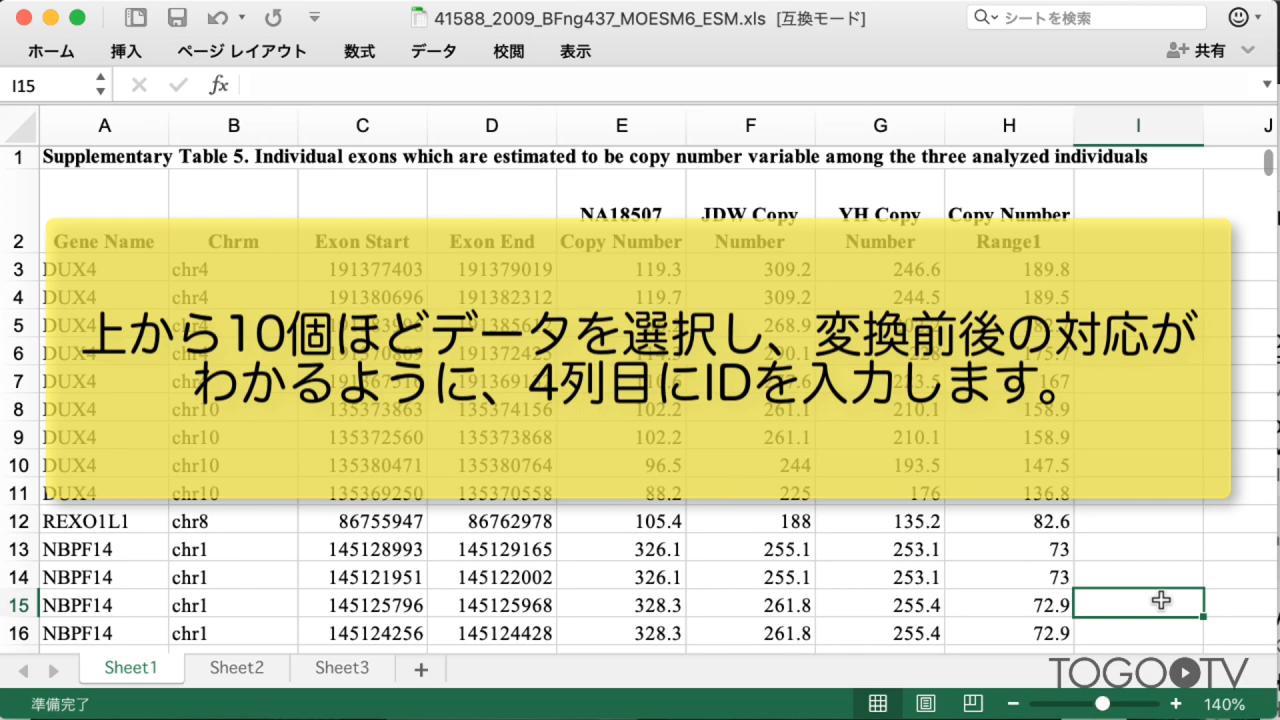 41588_2009_BFng437_MOESM6_ESM.xls [互換モード]
シートを検索
ホーム 挿入 ページ レイアウト 数式 データ 校閲 表示 共有
I15 fx
A B C D E F G H I J
1 Supplementary Table 5. Individual exons which are estimated to be copy number variable among the three analyzed individuals
NA18507 JDW Copy YH Copy Copy Number
2 Gene Name Chrm Exon Start Exon End Copy Number Number Number Range1
3 DUX4 chr4 191377403 191379019 119.3 309.2 246.6 189.8
4 DUX4 chr4 191380696 191382312 119.7 309.2 244.5 189.5
上から10個ほどデータを選択し、変換前後の対応が
わかるように、4列目にIDを入力します。
5 DUX4
6 DUX4
7 DUX4 167
8 DUX4 chr10 135373863 135374156 102.2 261.1 210.1 158.9
9 DUX4 chr10 135372560 135373868 102.2 261.1 210.1 158.9
10 DUX4 chr10 135380471 135380764 96.5 244 193.5 147.5
11 DUX4 chr10 135369250 135370558 88.2 225 176 136.8
12 REXO1L1 chr8 86755947 86762978 105.4 188 135.2 82.6
13 NBPF14 chr1 145128993 145129165 326.1 255.1 253.1 73
14 NBPF14 chr1 145121951 145122002 326.1 255.1 253.1 73
15 NBPF14 chr1 145125796 145125968 328.3 261.8 255.4 72.9
16 NBPF14 chr1 145124256 145124428 328.3 261.8 255.4 72.9
Sheet1 Sheet2 Sheet3 +
TOGOTV
準備完了 140%